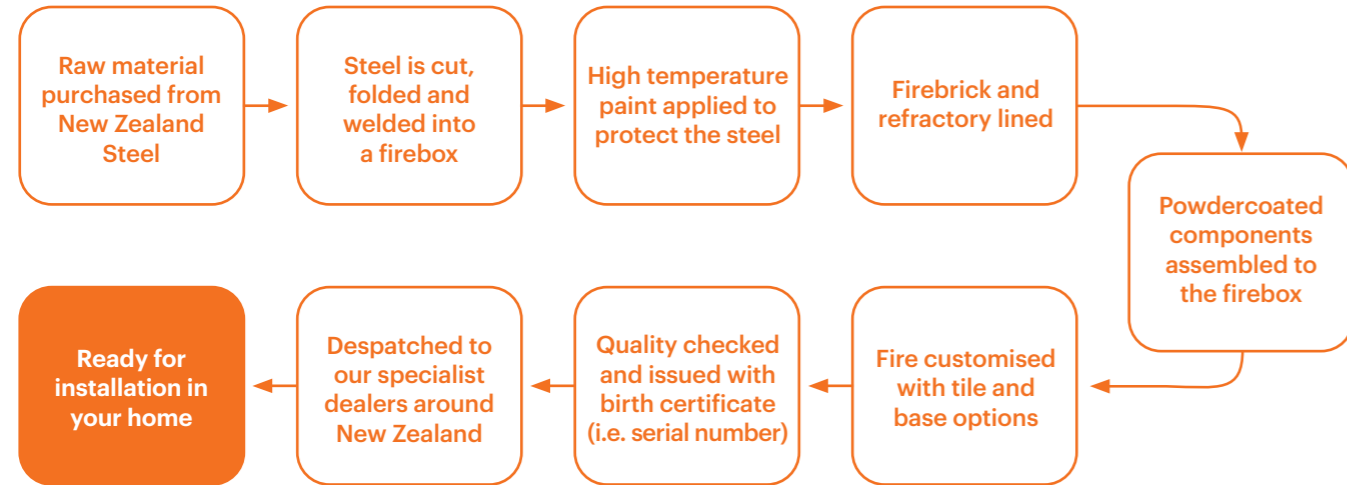 Raw material
purchased from
New Zealand
Steel
Steel is cut,
folded and
welded into
a firebox
High temperature
paint applied to
protect the steel
Firebrick and
refractory lined
Powdercoated
components
assembled to
the firebox
Fire customised
with tile and
base options
Quality checked
and issued with
birth certificate
(i.e. serial number)
Despatched to
our specialist
dealers around
New Zealand
Ready for
installation in
your home